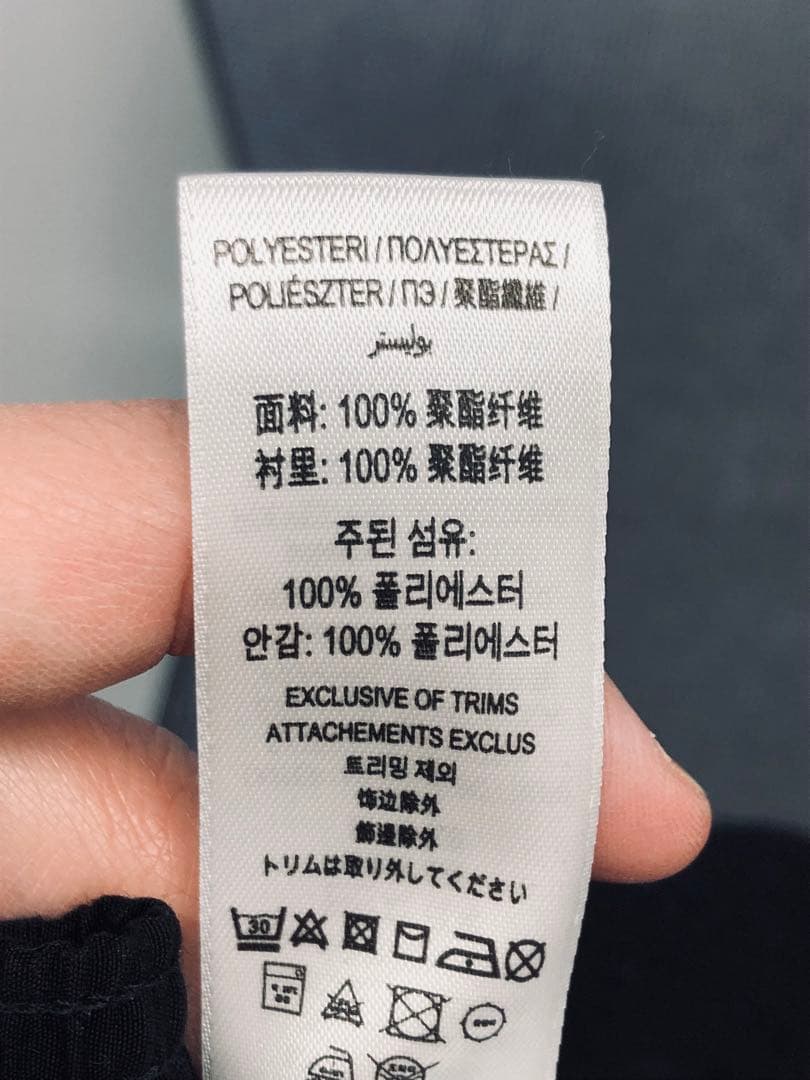 POLYESTERI / ΠΟΛΥΕΣΤΕΡΑΣ /
POLIÉSZTER / ПЭ / 聚酯纖維 /
بوليستر
面料: 100% 聚酯纤维
衬里: 100% 聚酯纤维
주된 섬유:
100% 폴리에스터
안감: 100% 폴리에스터
EXCLUSIVE OF TRIMS
ATTACHEMENTS EXCLUS
트리밍 제외
饰边除外
飾邊除外
トリムは取り外してください
30